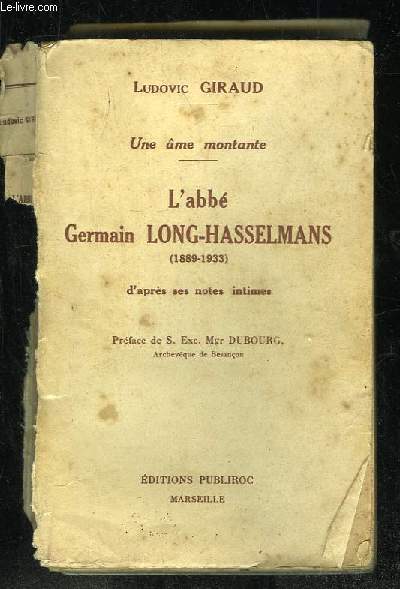 Le-livre.com
Ludovic GIRAUD
Une âme montante
L'abbé
Germain LONG-HASSELMANS
(1889-1933)
d'après ses notes intimes
Préface de S. Exc. Mgr DUBOURG,
Archevêque de Besançon
ÉDITIONS PUBLIROC
MARSEILLE